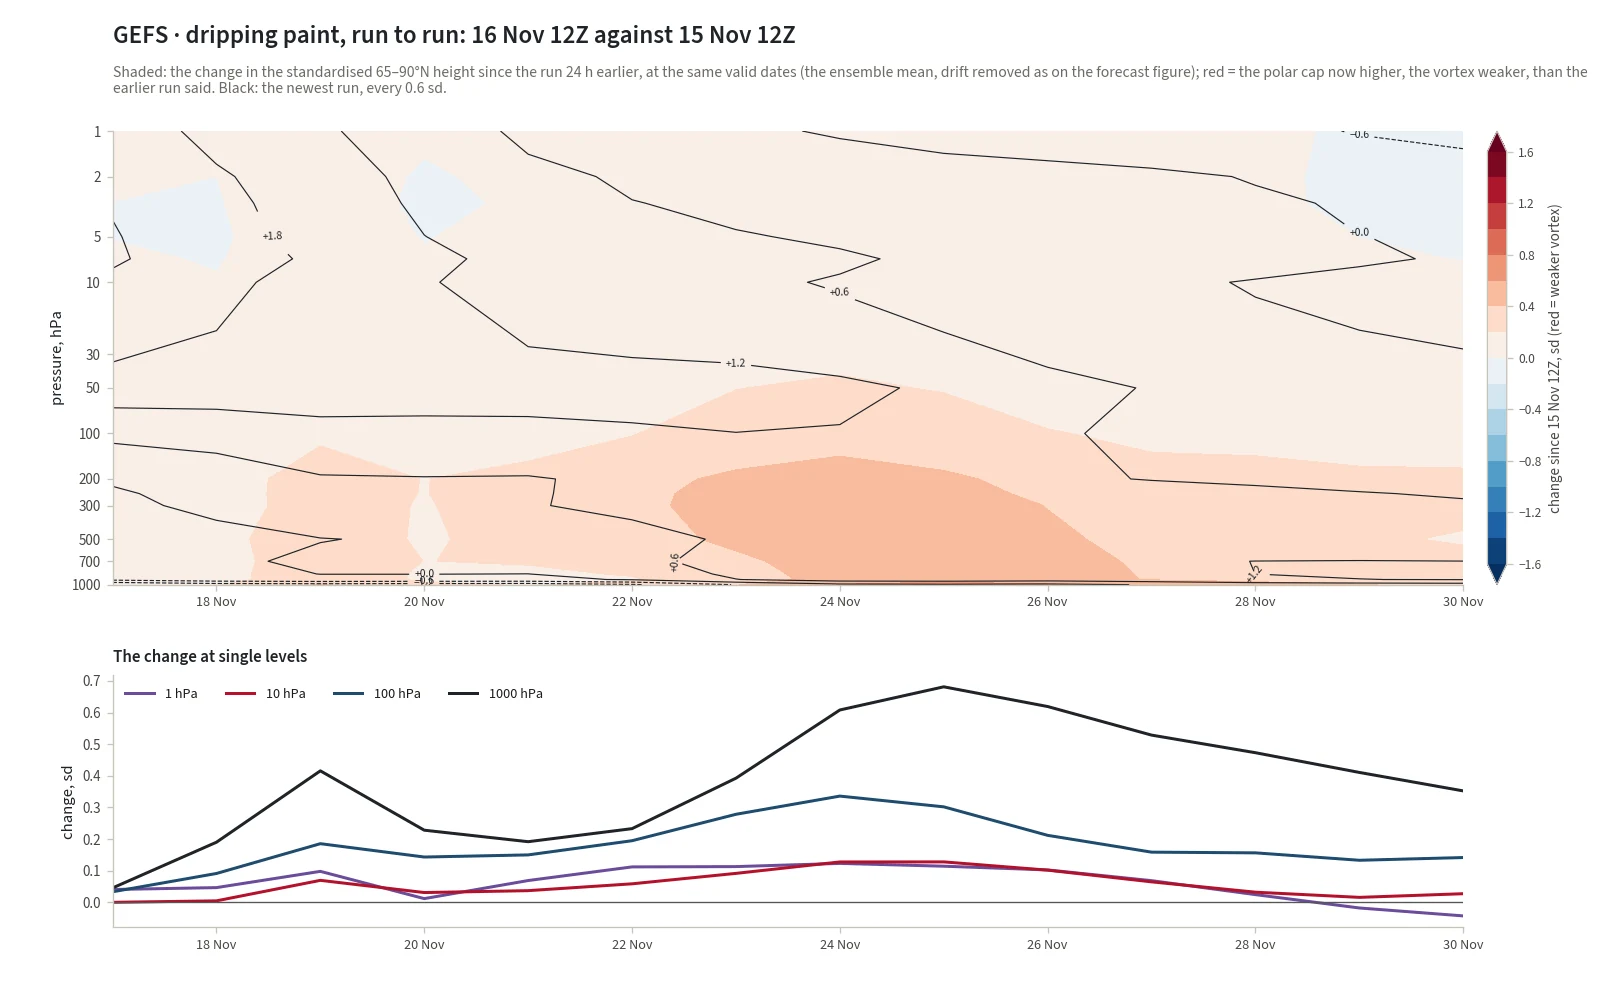 GEFS · dripping paint, run to run: 16 Nov 12Z against 15 Nov 12Z
Shaded: the change in the standardised 65–90°N height since the run 24 h earlier, at the same valid dates (the ensemble mean, drift removed as on the forecast figure); red = the polar cap now higher, the vortex weaker, than the
earlier run said. Black: the newest run, every 0.6 sd.
pressure, hPa
1
2
5
10
30
50
100
200
300
500
700
1000
+1.8
+1.2
+0.6
+0.0
−0.6
+0.6
+0.0
−0.6
+1.2
18 Nov
20 Nov
22 Nov
24 Nov
26 Nov
28 Nov
30 Nov
1.6
1.2
0.8
0.4
0.0
−0.4
−0.8
−1.2
−1.6
change since 15 Nov 12Z, sd (red = weaker vortex)
The change at single levels
1 hPa
10 hPa
100 hPa
1000 hPa
change, sd
0.7
0.6
0.5
0.4
0.3
0.2
0.1
0.0
18 Nov
20 Nov
22 Nov
24 Nov
26 Nov
28 Nov
30 Nov